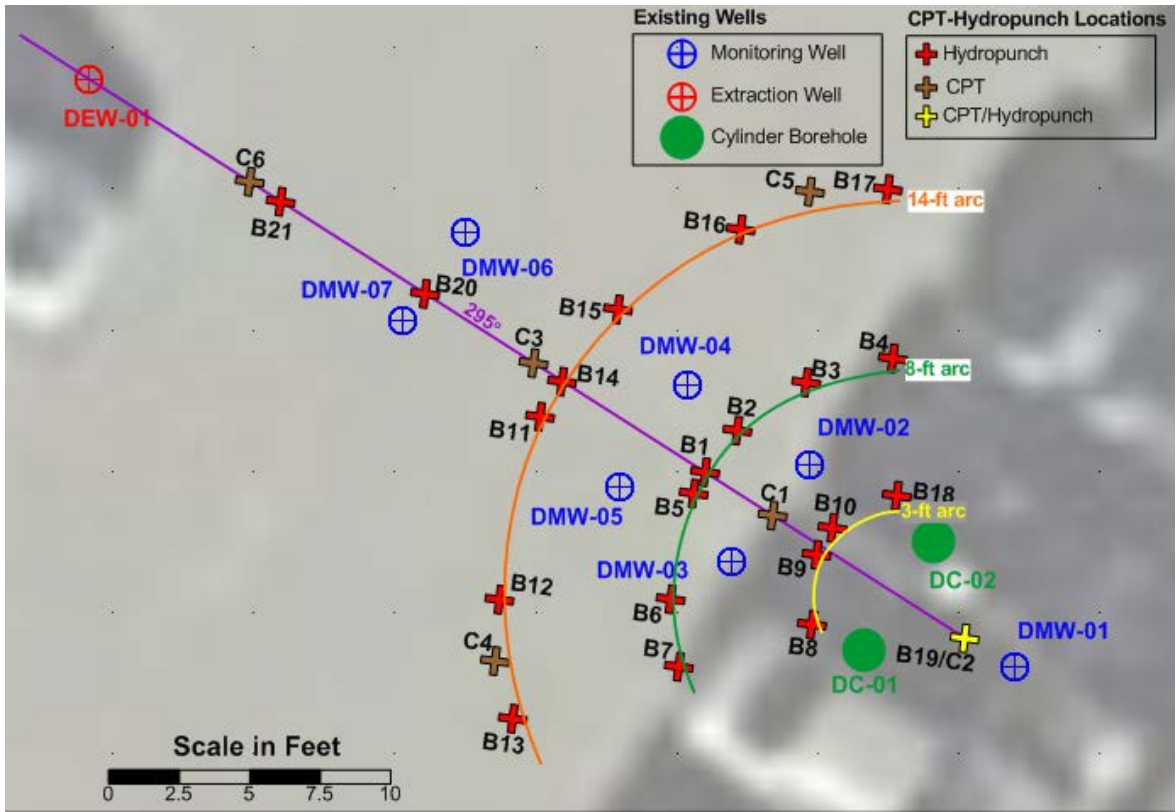 Existing Wells
Monitoring Well
Extraction Well
Cylinder Borehole
CPT-Hydropunch Locations
Hydropunch
CPT
CPT/Hydropunch
DEW-01
C6
B21
C5
B17
14-ft arc
B16
DMW-06
DMW-07
B20
295°
B15
C3
DMW-04
B14
B4
8-ft arc
B3
B11
B2
DMW-02
B1
B5
C1
DMW-05
B10
B18
3-ft arc
B9
DMW-03
DC-02
B12
B6
B8
C4
B7
B19/C2
DMW-01
DC-01
B13
Scale in Feet
0 2.5 5 7.5 10